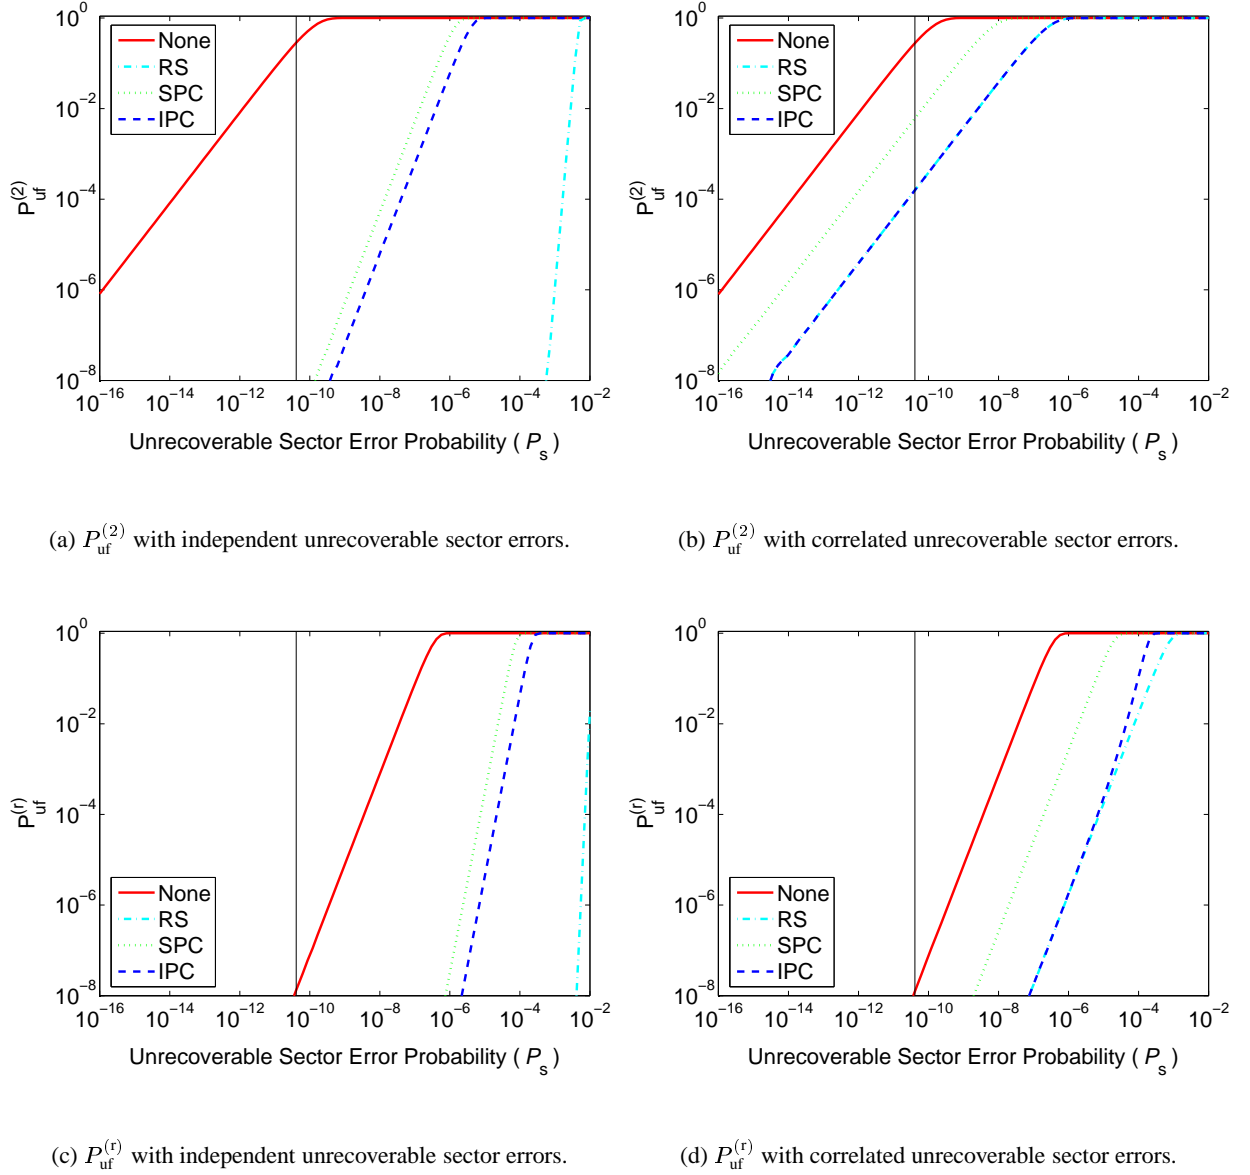 10^0
10^−2
10^−4
10^−6
10^−8
P_uf^(2)
None
RS
SPC
IPC
10^−16 10^−14 10^−12 10^−10 10^−8 10^−6 10^−4 10^−2
Unrecoverable Sector Error Probability ( P_s )
(a) P_uf^(2) with independent unrecoverable sector errors.
10^0
10^−2
10^−4
10^−6
10^−8
P_uf^(2)
None
RS
SPC
IPC
10^−16 10^−14 10^−12 10^−10 10^−8 10^−6 10^−4 10^−2
Unrecoverable Sector Error Probability ( P_s )
(b) P_uf^(2) with correlated unrecoverable sector errors.
10^0
10^−2
10^−4
10^−6
10^−8
P_uf^(r)
None
RS
SPC
IPC
10^−16 10^−14 10^−12 10^−10 10^−8 10^−6 10^−4 10^−2
Unrecoverable Sector Error Probability ( P_s )
(c) P_uf^(r) with independent unrecoverable sector errors.
10^0
10^−2
10^−4
10^−6
10^−8
P_uf^(r)
None
RS
SPC
IPC
10^−16 10^−14 10^−12 10^−10 10^−8 10^−6 10^−4 10^−2
Unrecoverable Sector Error Probability ( P_s )
(d) P_uf^(r) with correlated unrecoverable sector errors.